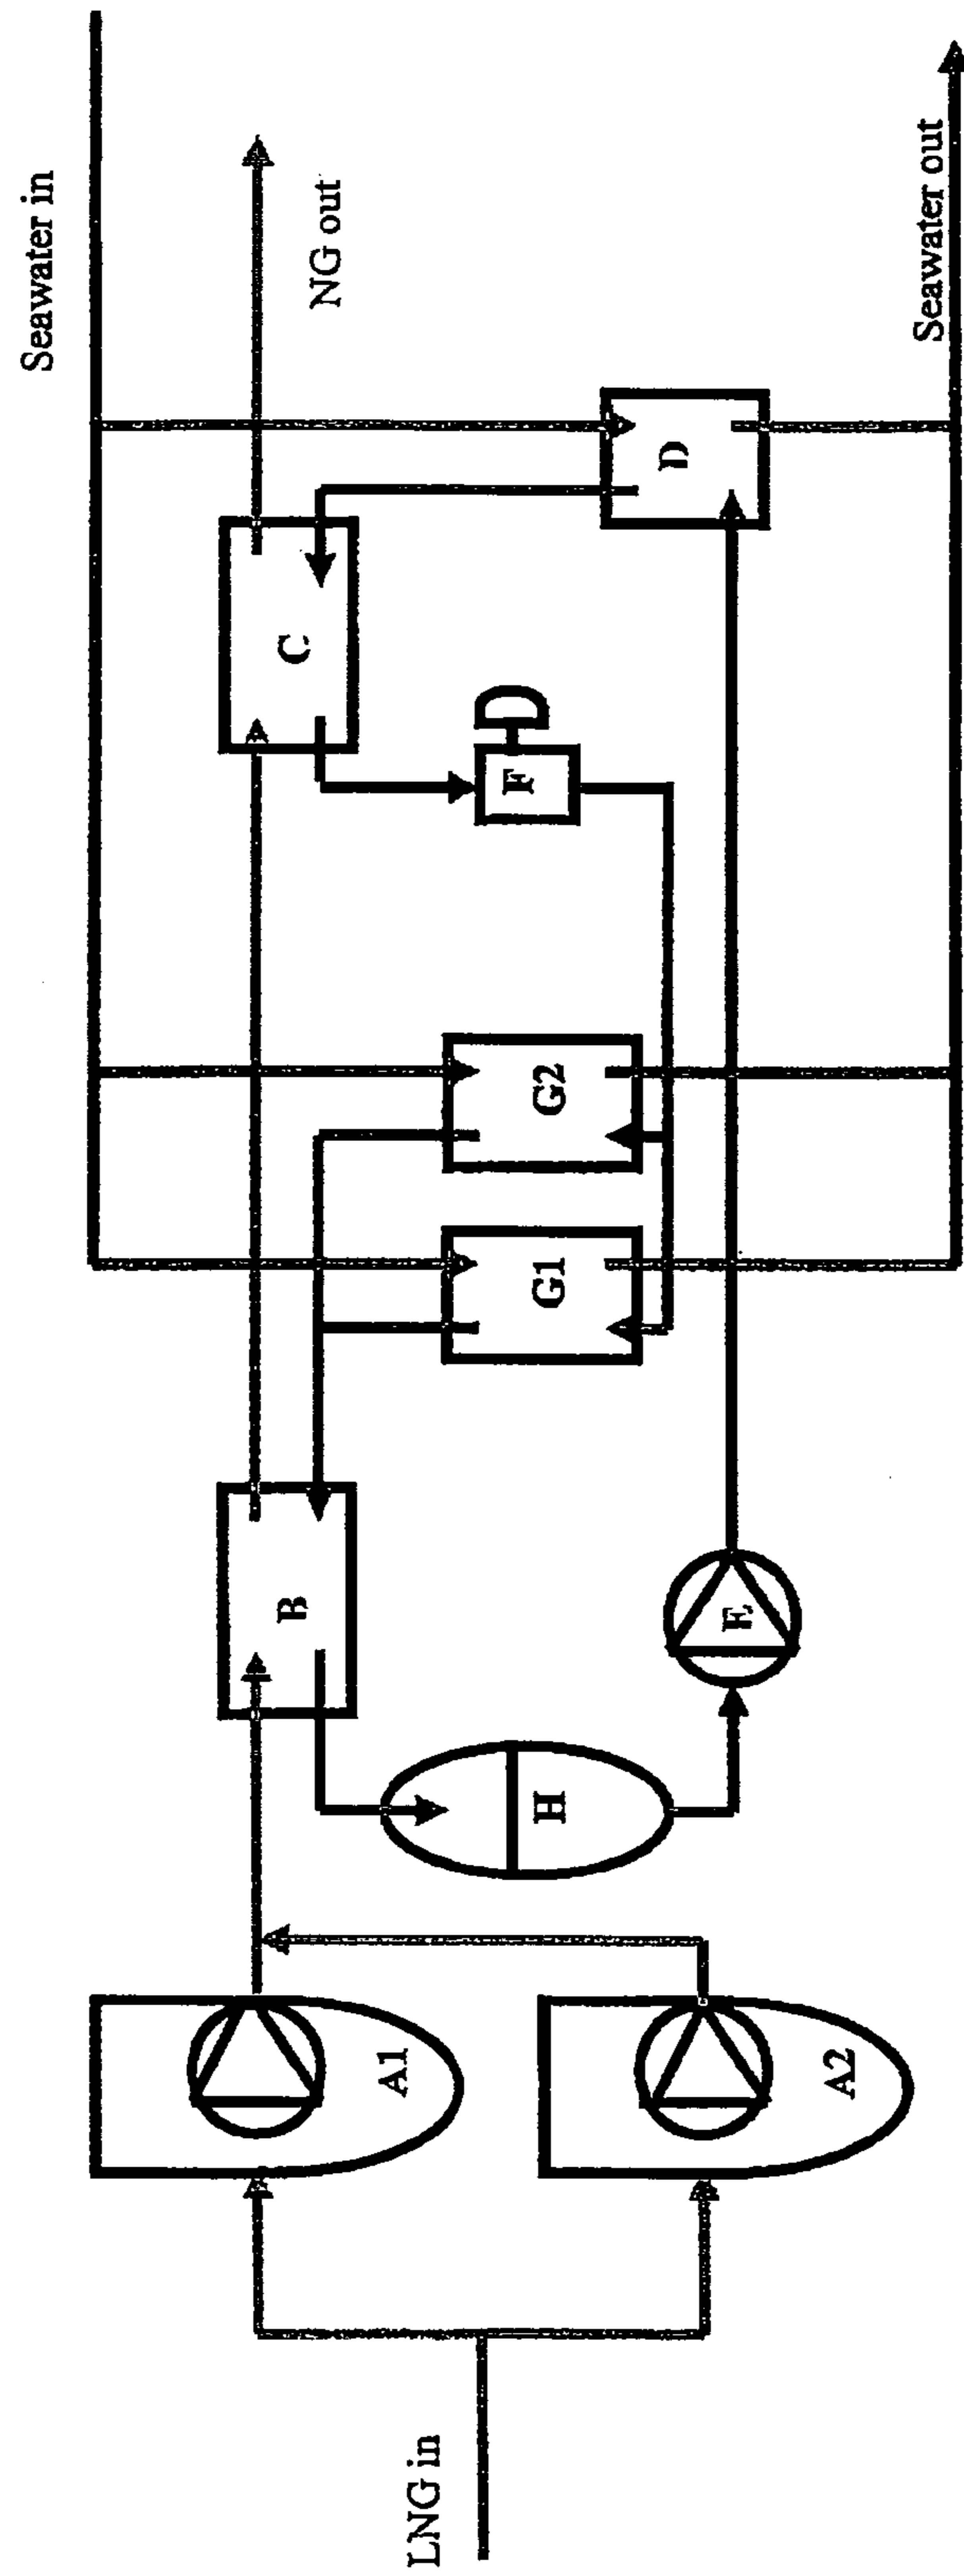 Seawater in
NG out
C
D
F
G2
G1
B
E
H
A1
A2
LNG in
Seawater out